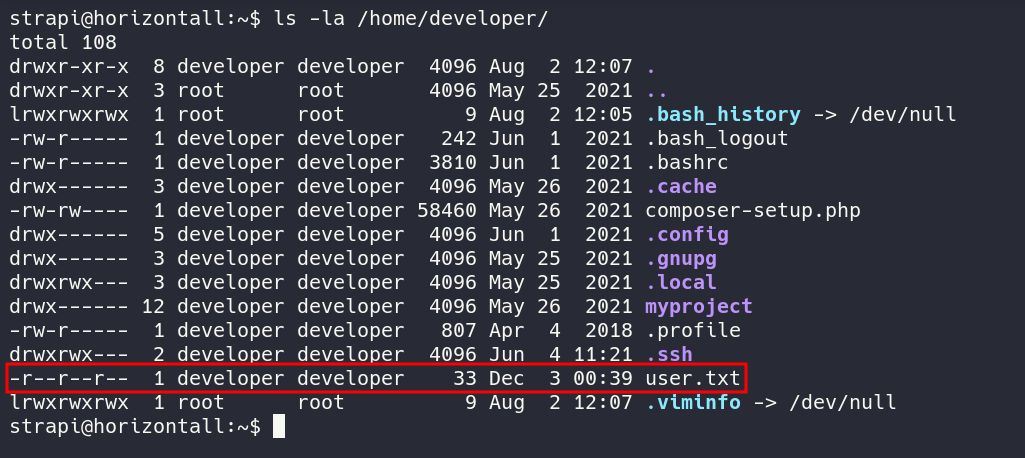 strapi@horizontall:~$ ls -la /home/developer/
total 108
drwxr-xr-x  8 developer developer  4096 Aug  2 12:07 .
drwxr-xr-x  3 root      root       4096 May 25  2021 ..
lrwxrwxrwx  1 root      root          9 Aug  2 12:05 .bash_history -> /dev/null
-rw-r-----  1 developer developer   242 Jun  1  2021 .bash_logout
-rw-r-----  1 developer developer  3810 Jun  1  2021 .bashrc
drwx------  3 developer developer  4096 May 26  2021 .cache
-rw-rw----  1 developer developer 58460 May 26  2021 composer-setup.php
drwx------  5 developer developer  4096 Jun  1  2021 .config
drwx------  3 developer developer  4096 May 25  2021 .gnupg
drwxrwx---  3 developer developer  4096 May 25  2021 .local
drwx------ 12 developer developer  4096 May 26  2021 myproject
-rw-r-----  1 developer developer   807 Apr  4  2018 .profile
drwxrwx---  2 developer developer  4096 Jun  4 11:21 .ssh
-r--r--r--  1 developer developer    33 Dec  3 00:39 user.txt
lrwxrwxrwx  1 root      root          9 Aug  2 12:07 .viminfo -> /dev/null
strapi@horizontall:~$